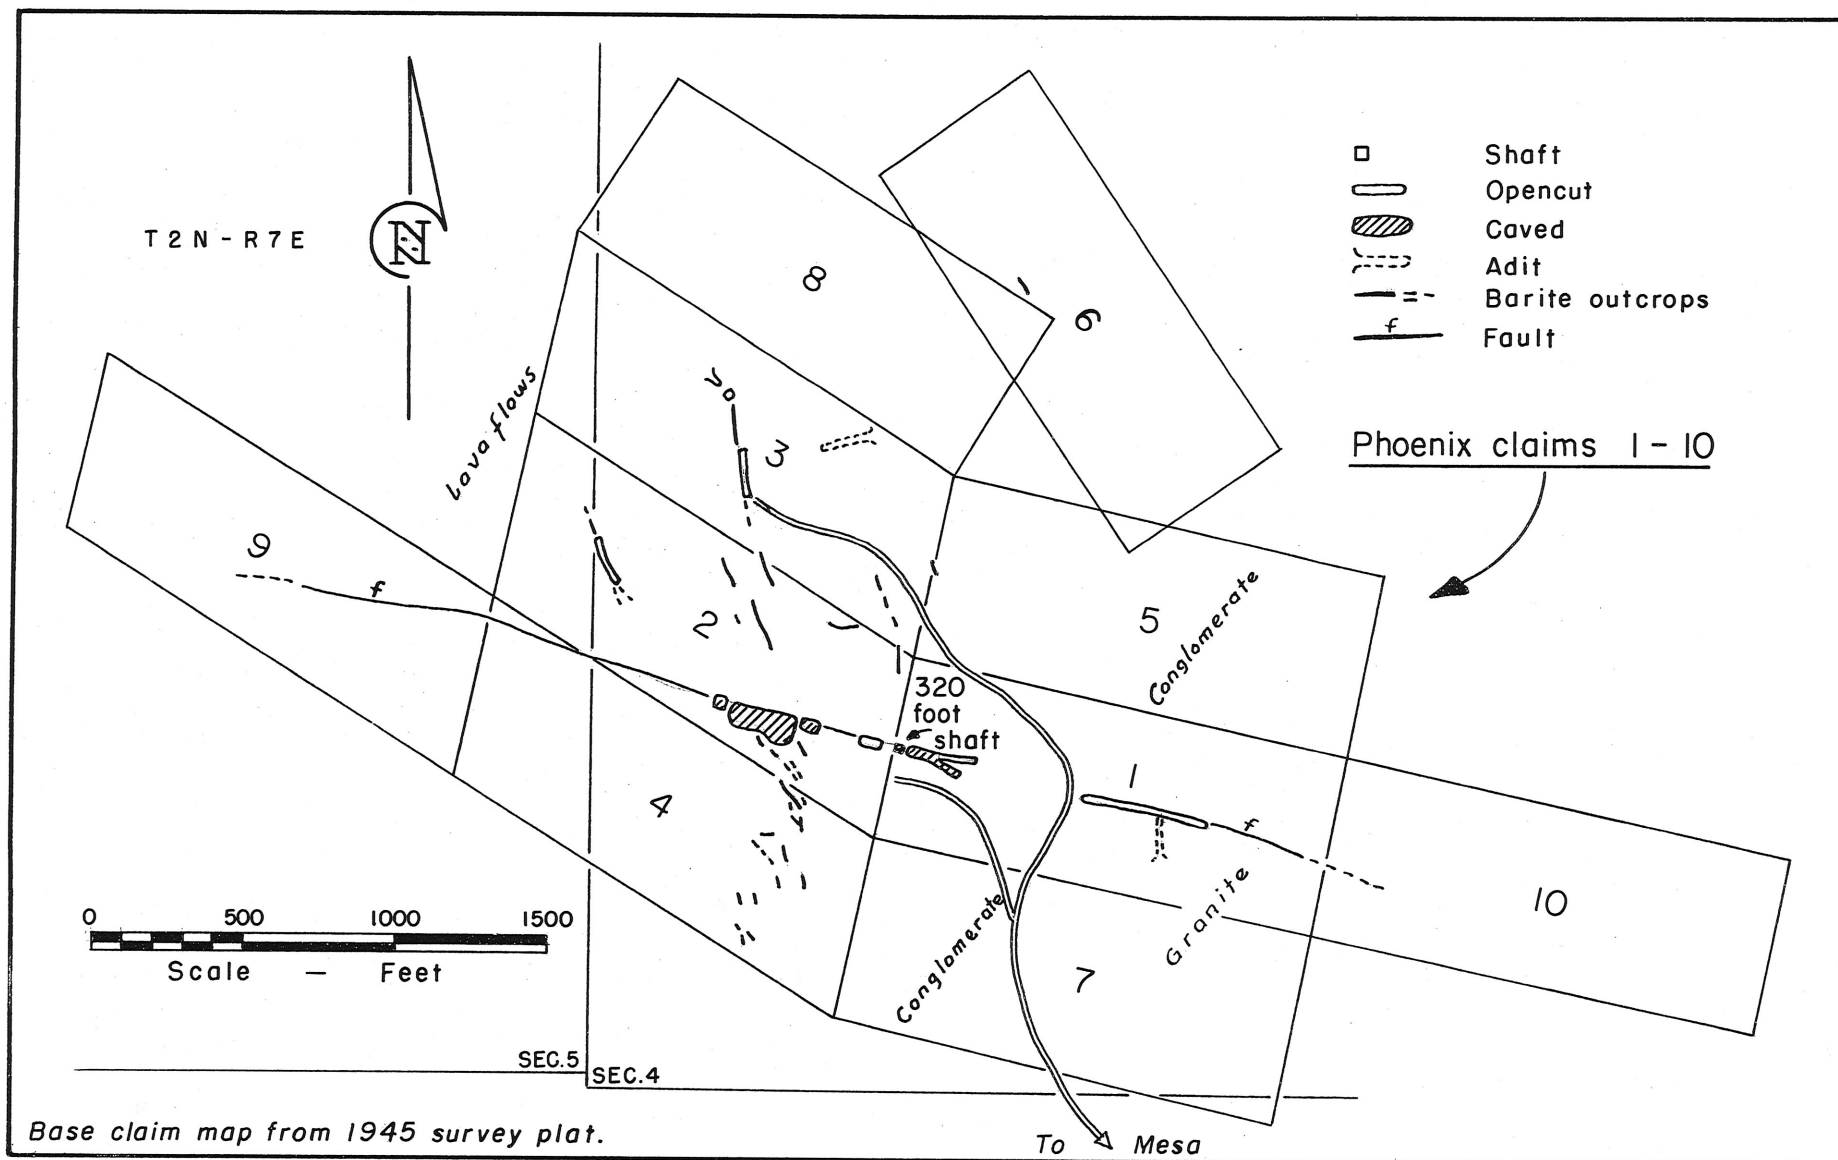 T2N-R7E
N
Shaft
Opencut
Caved
Adit
Barite outcrops
f
Fault
Phoenix claims 1-10
8
6
Lava flows
3
9
f
2
5
Conglomerate
320
foot
shaft
4
1
f
Granite
10
Conglomerate
7
0 500 1000 1500
Scale — Feet
SEC.5
SEC.4
Base claim map from 1945 survey plat.
To Mesa